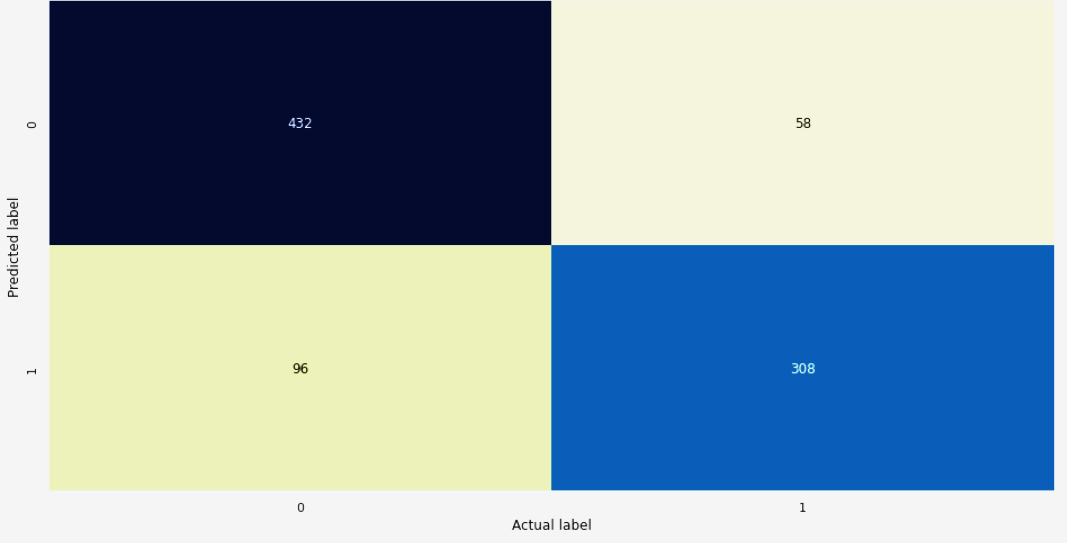 432 58
0
Predicted label
96 308
1
0 1
Actual label